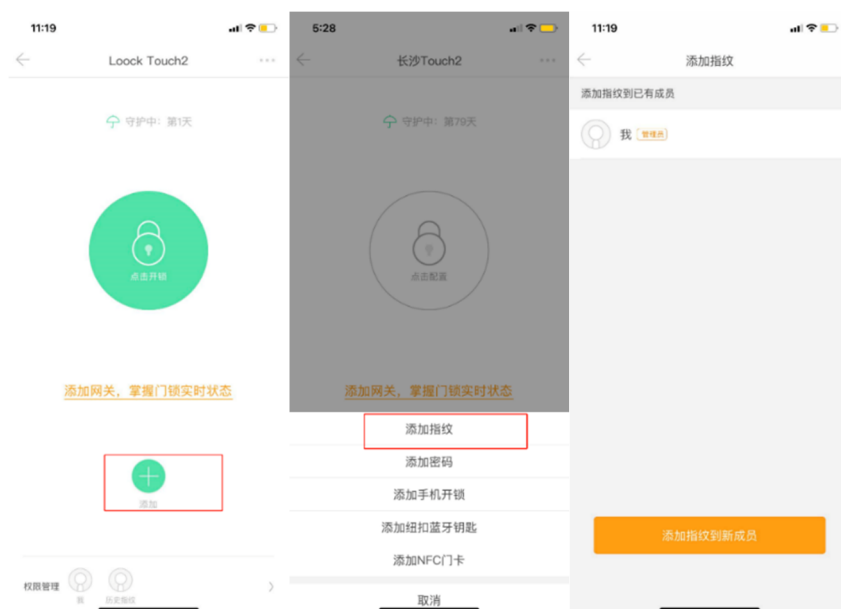 11:19
Loock Touch2
守护中：第1天
点击开锁
添加网关，掌握门锁实时状态
添加
权限管理
我
历史指纹
5:28
长沙Touch2
守护中：第79天
点击配置
添加网关，掌握门锁实时状态
添加指纹
添加密码
添加手机开锁
添加纽扣蓝牙钥匙
添加NFC门卡
取消
11:19
添加指纹
添加指纹到已有成员
我 管理员
添加指纹到新成员